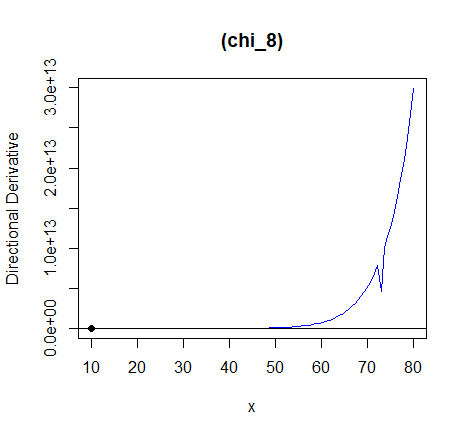 (chi_8)
Directional Derivative
3.0e+13
2.0e+13
1.0e+13
0.0e+00
10 20 30 40 50 60 70 80
x